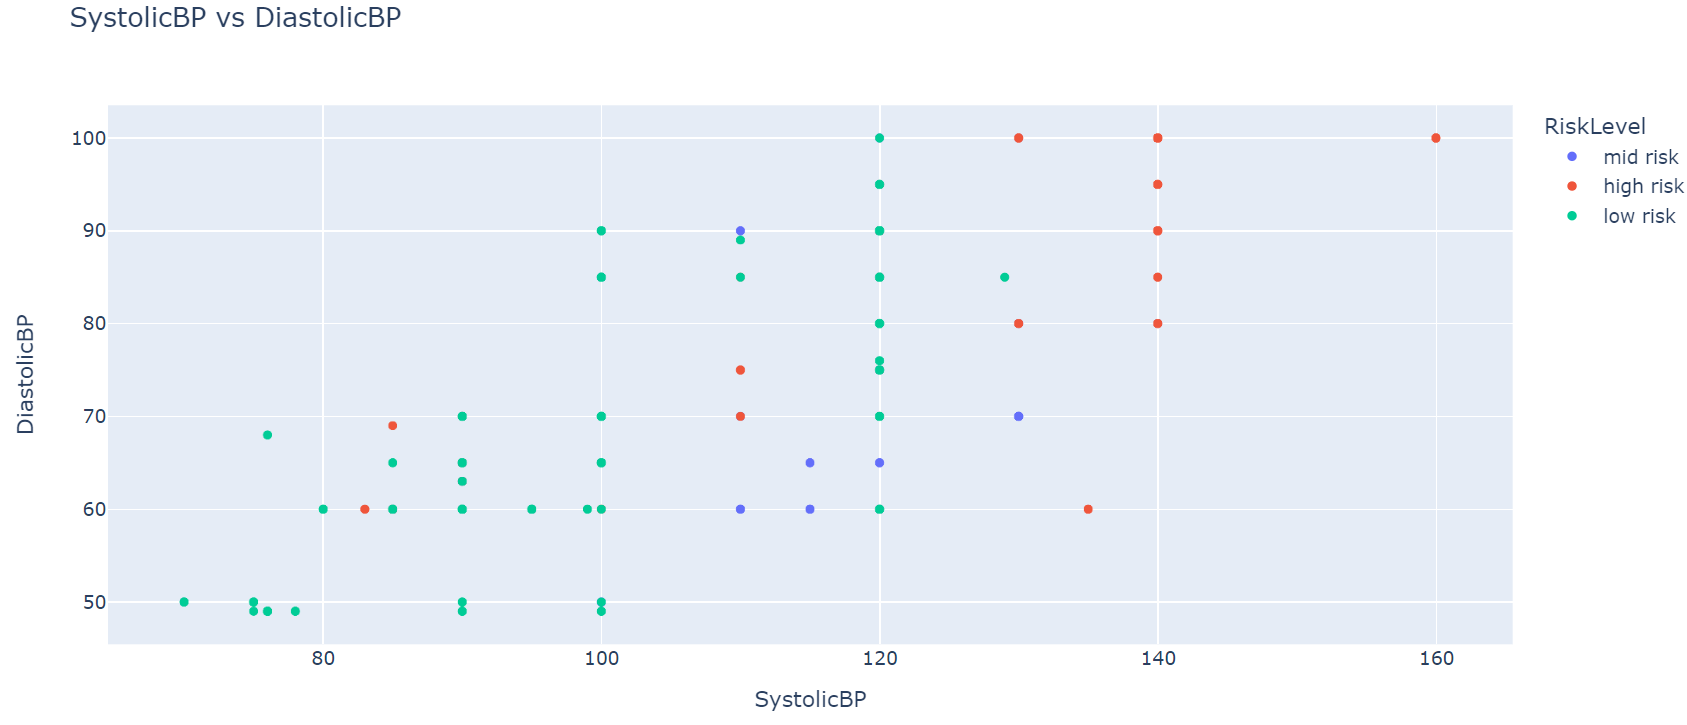 SystolicBP vs DiastolicBP
RiskLevel
mid risk
high risk
low risk
DiastolicBP
100
90
80
70
60
50
80
100
120
140
160
SystolicBP